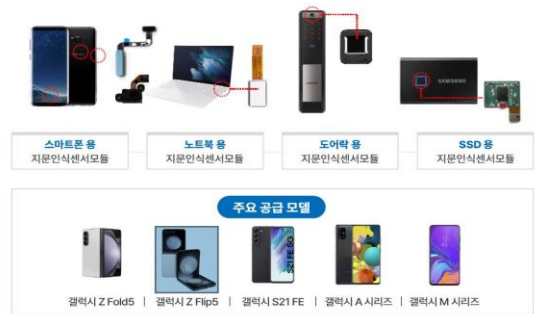 SAMSUNG
스마트폰 용
지문인식센서모듈
노트북 용
지문인식센서모듈
도어락 용
지문인식센서모듈
SSD 용
지문인식센서모듈
주요 공급 모델
S21 FE 5G
갤럭시 Z Fold5 | 갤럭시 Z Flip5 | 갤럭시 S21 FE | 갤럭시 A 시리즈 | 갤럭시 M 시리즈